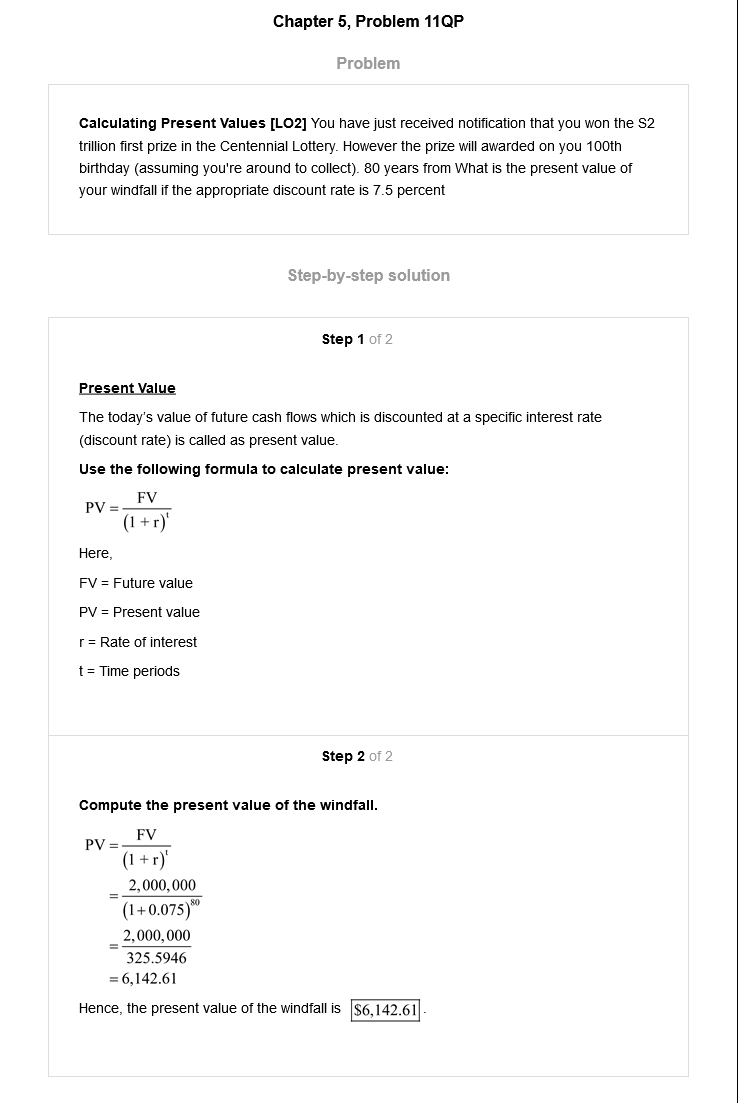 Chapter 5, Problem 11QP
Problem
Calculating Present Values [LO2] You have just received notification that you won the S2
trillion first prize in the Centennial Lottery. However the prize will awarded on you 100th
birthday (assuming you're around to collect). 80 years from What is the present value of
your windfall if the appropriate discount rate is 7.5 percent
Step-by-step solution
Step 1 of 2
Present Value
The today's value of future cash flows which is discounted at a specific interest rate
(discount rate) is called as present value.
Use the following formula to calculate present value:
PV = FV / (1 + r)^t
Here,
FV = Future value
PV = Present value
r = Rate of interest
t = Time periods
Step 2 of 2
Compute the present value of the windfall.
PV = FV / (1 + r)^t
= 2,000,000 / (1+0.075)^80
= 2,000,000 / 325.5946
= 6,142.61
Hence, the present value of the windfall is $6,142.61.